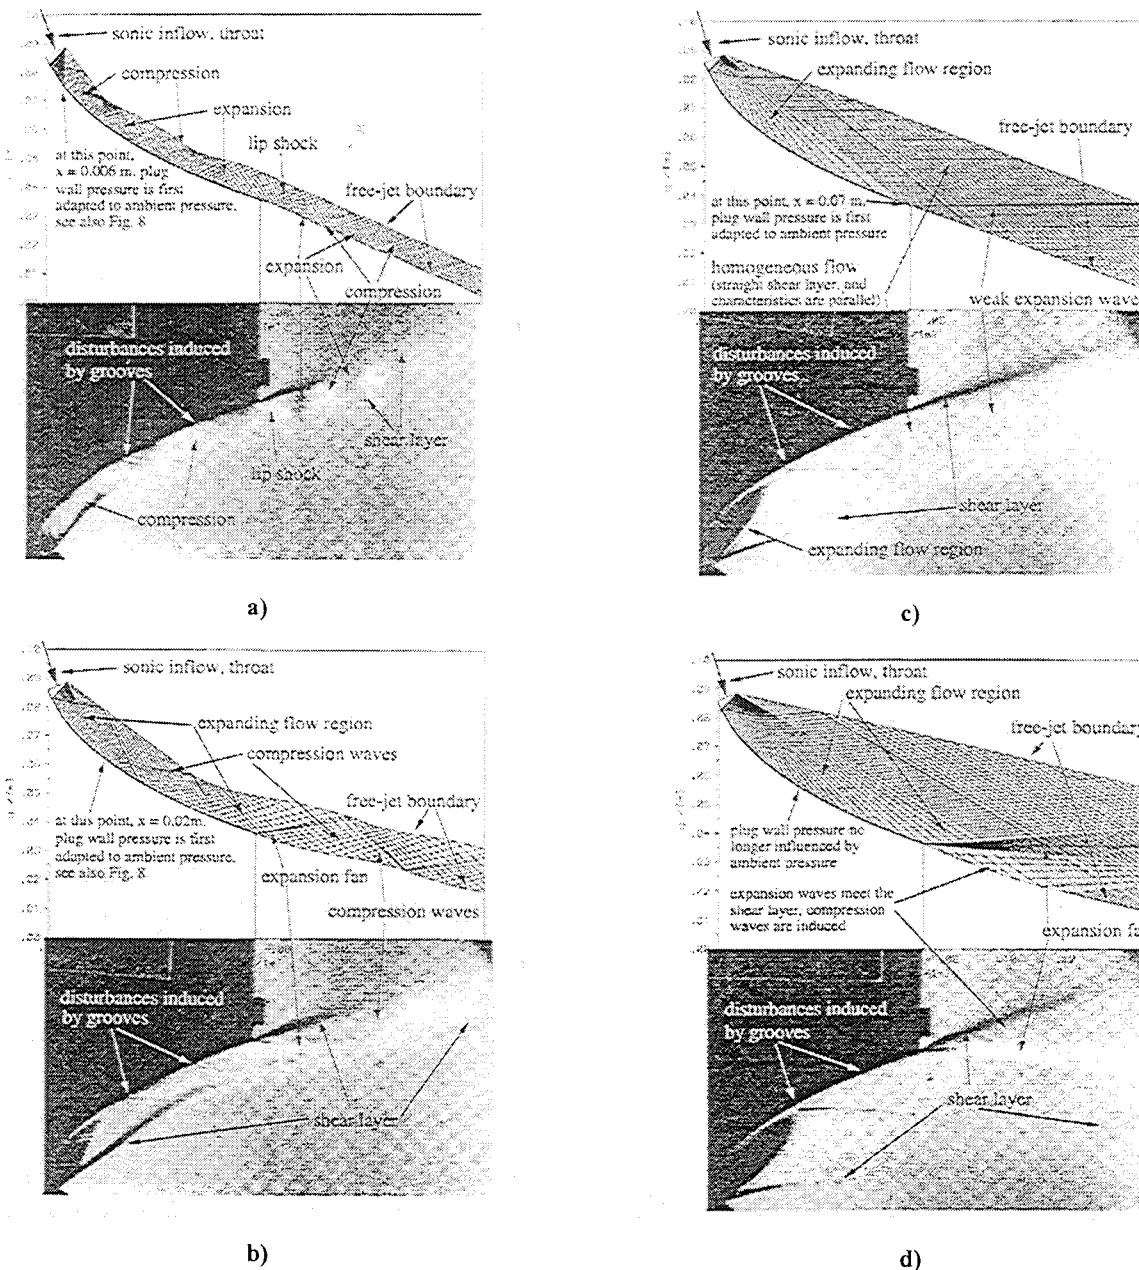 sonic inflow, throat
compression
expansion
lip shock
at this point,
x = 0.006 m, plug
wall pressure is first
adapted to ambient pressure,
see also Fig. 8
free-jet boundary
expansion
compression
disturbances induced
by grooves
shear layer
lip shock
compression
a)
sonic inflow, throat
expanding flow region
compression waves
free-jet boundary
at this point, x = 0.02m,
plug wall pressure is first
adapted to ambient pressure,
see also Fig. 8
expansion fan
compression waves
disturbances induced
by grooves
shear layer
b)
sonic inflow, throat
expanding flow region
free-jet boundary
at this point, x = 0.07 m,
plug wall pressure is first
adapted to ambient pressure
homogeneous flow
(straight shear layer, and
characteristics are parallel)
weak expansion wave
disturbances induced
by grooves
shear layer
expanding flow region
c)
sonic inflow, throat
expanding flow region
free-jet boundary
plug wall pressure no
longer influenced by
ambient pressure
expansion waves meet the
shear layer, compression
waves are induced
expansion fa
disturbances induced
by grooves
shear layer
d)